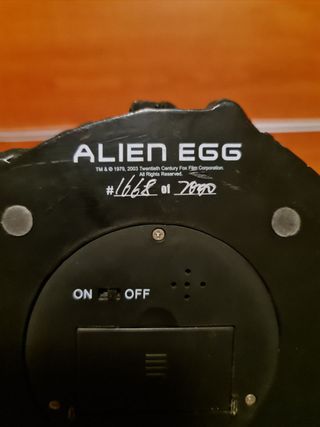 ALIEN EGG
TM & © 1979, 2003 Twentieth Century Fox Film Corporation.
All Rights Reserved.
#1668 of 7000
ON OFF